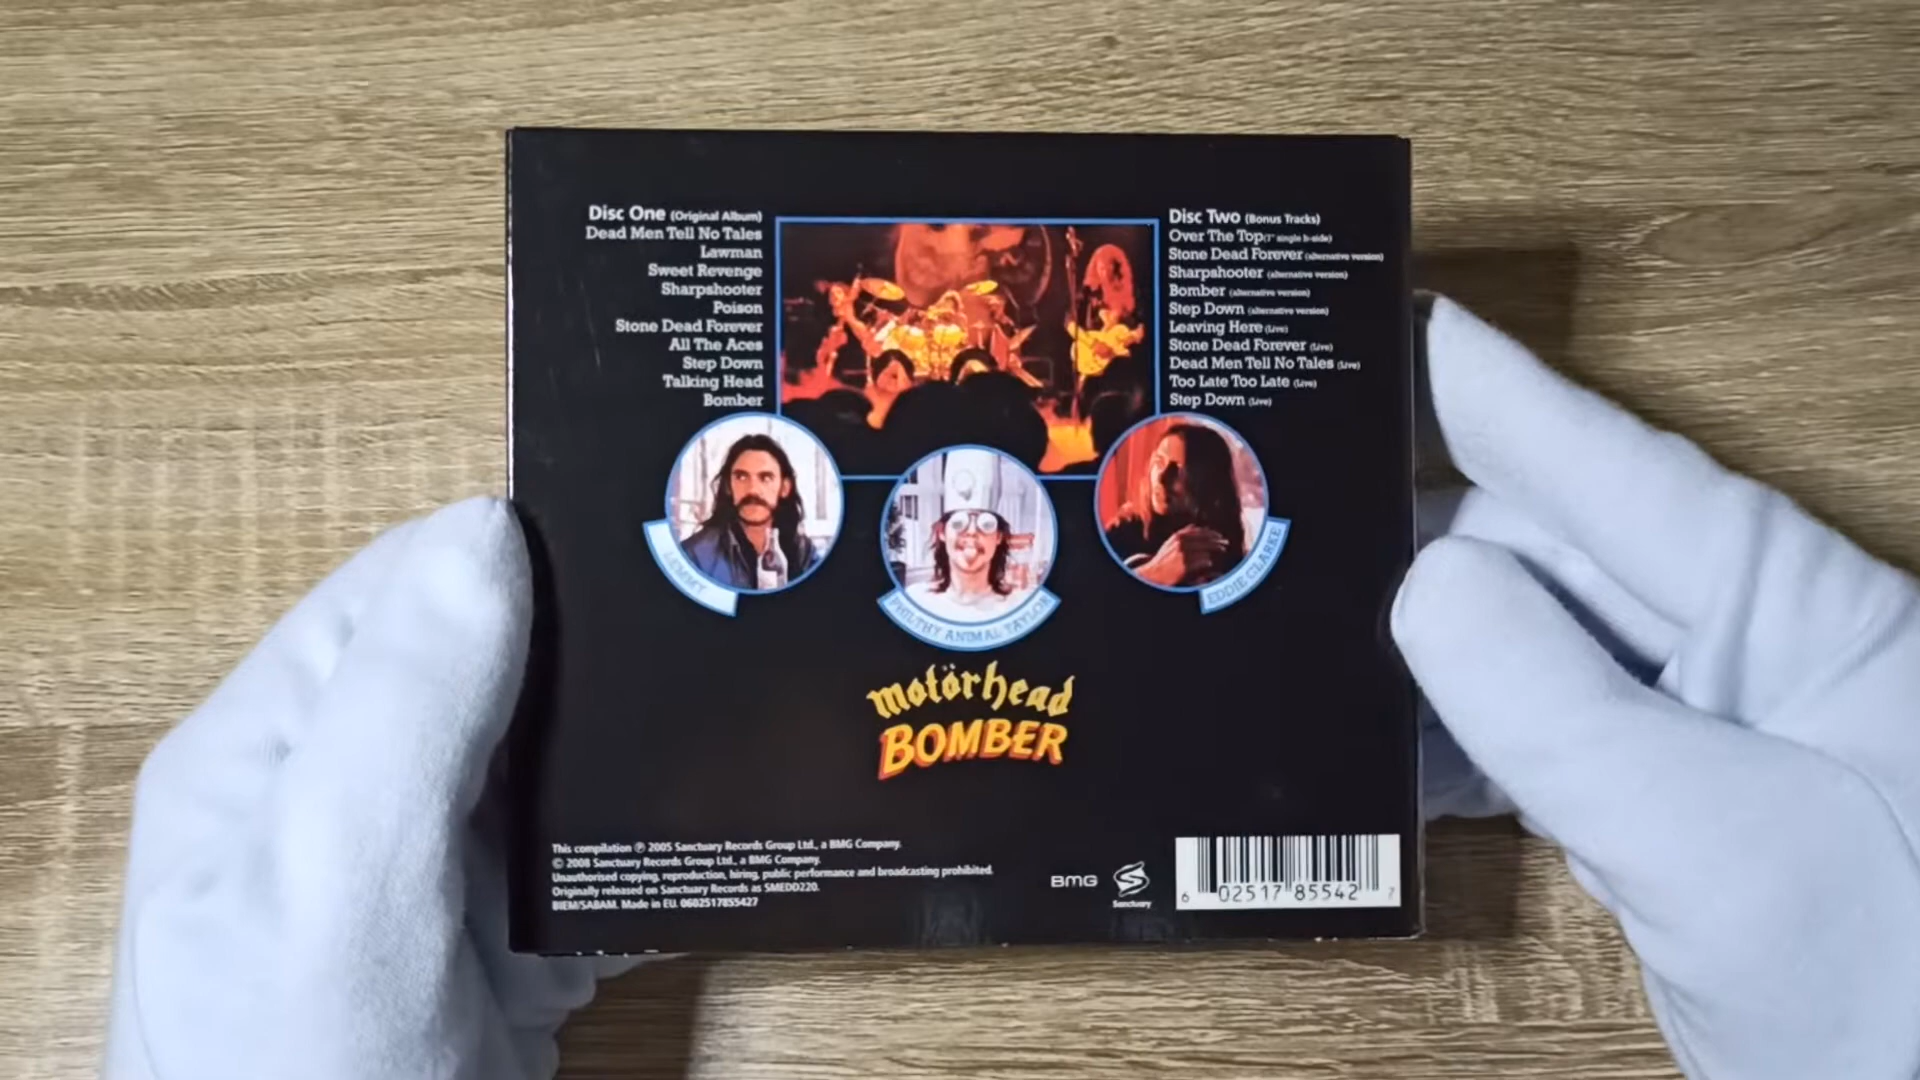 Disc One (Original Album)
Dead Men Tell No Tales
Lawman
Sweet Revenge
Sharpshooter
Poison
Stone Dead Forever
All The Aces
Step Down
Talking Head
Bomber
Disc Two (Bonus Tracks)
Over The Top (7" single b-side)
Stone Dead Forever (alternative version)
Sharpshooter (alternative version)
Bomber (alternative version)
Step Down (alternative version)
Leaving Here (Live)
Stone Dead Forever (Live)
Dead Men Tell No Tales (Live)
Too Late Too Late (Live)
Step Down (Live)
LEMMY
PHILTHY ANIMAL TAYLOR
EDDIE CLARKE
motörhead
BOMBER
This compilation ℗ 2005 Sanctuary Records Group Ltd., a BMG Company.
© 2008 Sanctuary Records Group Ltd., a BMG Company.
Unauthorised copying, reproduction, hiring, public performance and broadcasting prohibited.
Originally released on Sanctuary Records as SMEDD220.
BIEM/SABAM. Made in EU. 0602517855427
BMG
Sanctuary
6 02517 85542 7